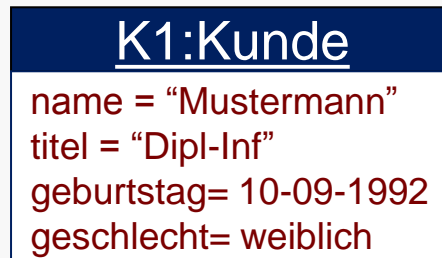 K1:Kunde
name = “Mustermann”
titel = “Dipl-Inf”
geburtstag= 10-09-1992
geschlecht= weiblich